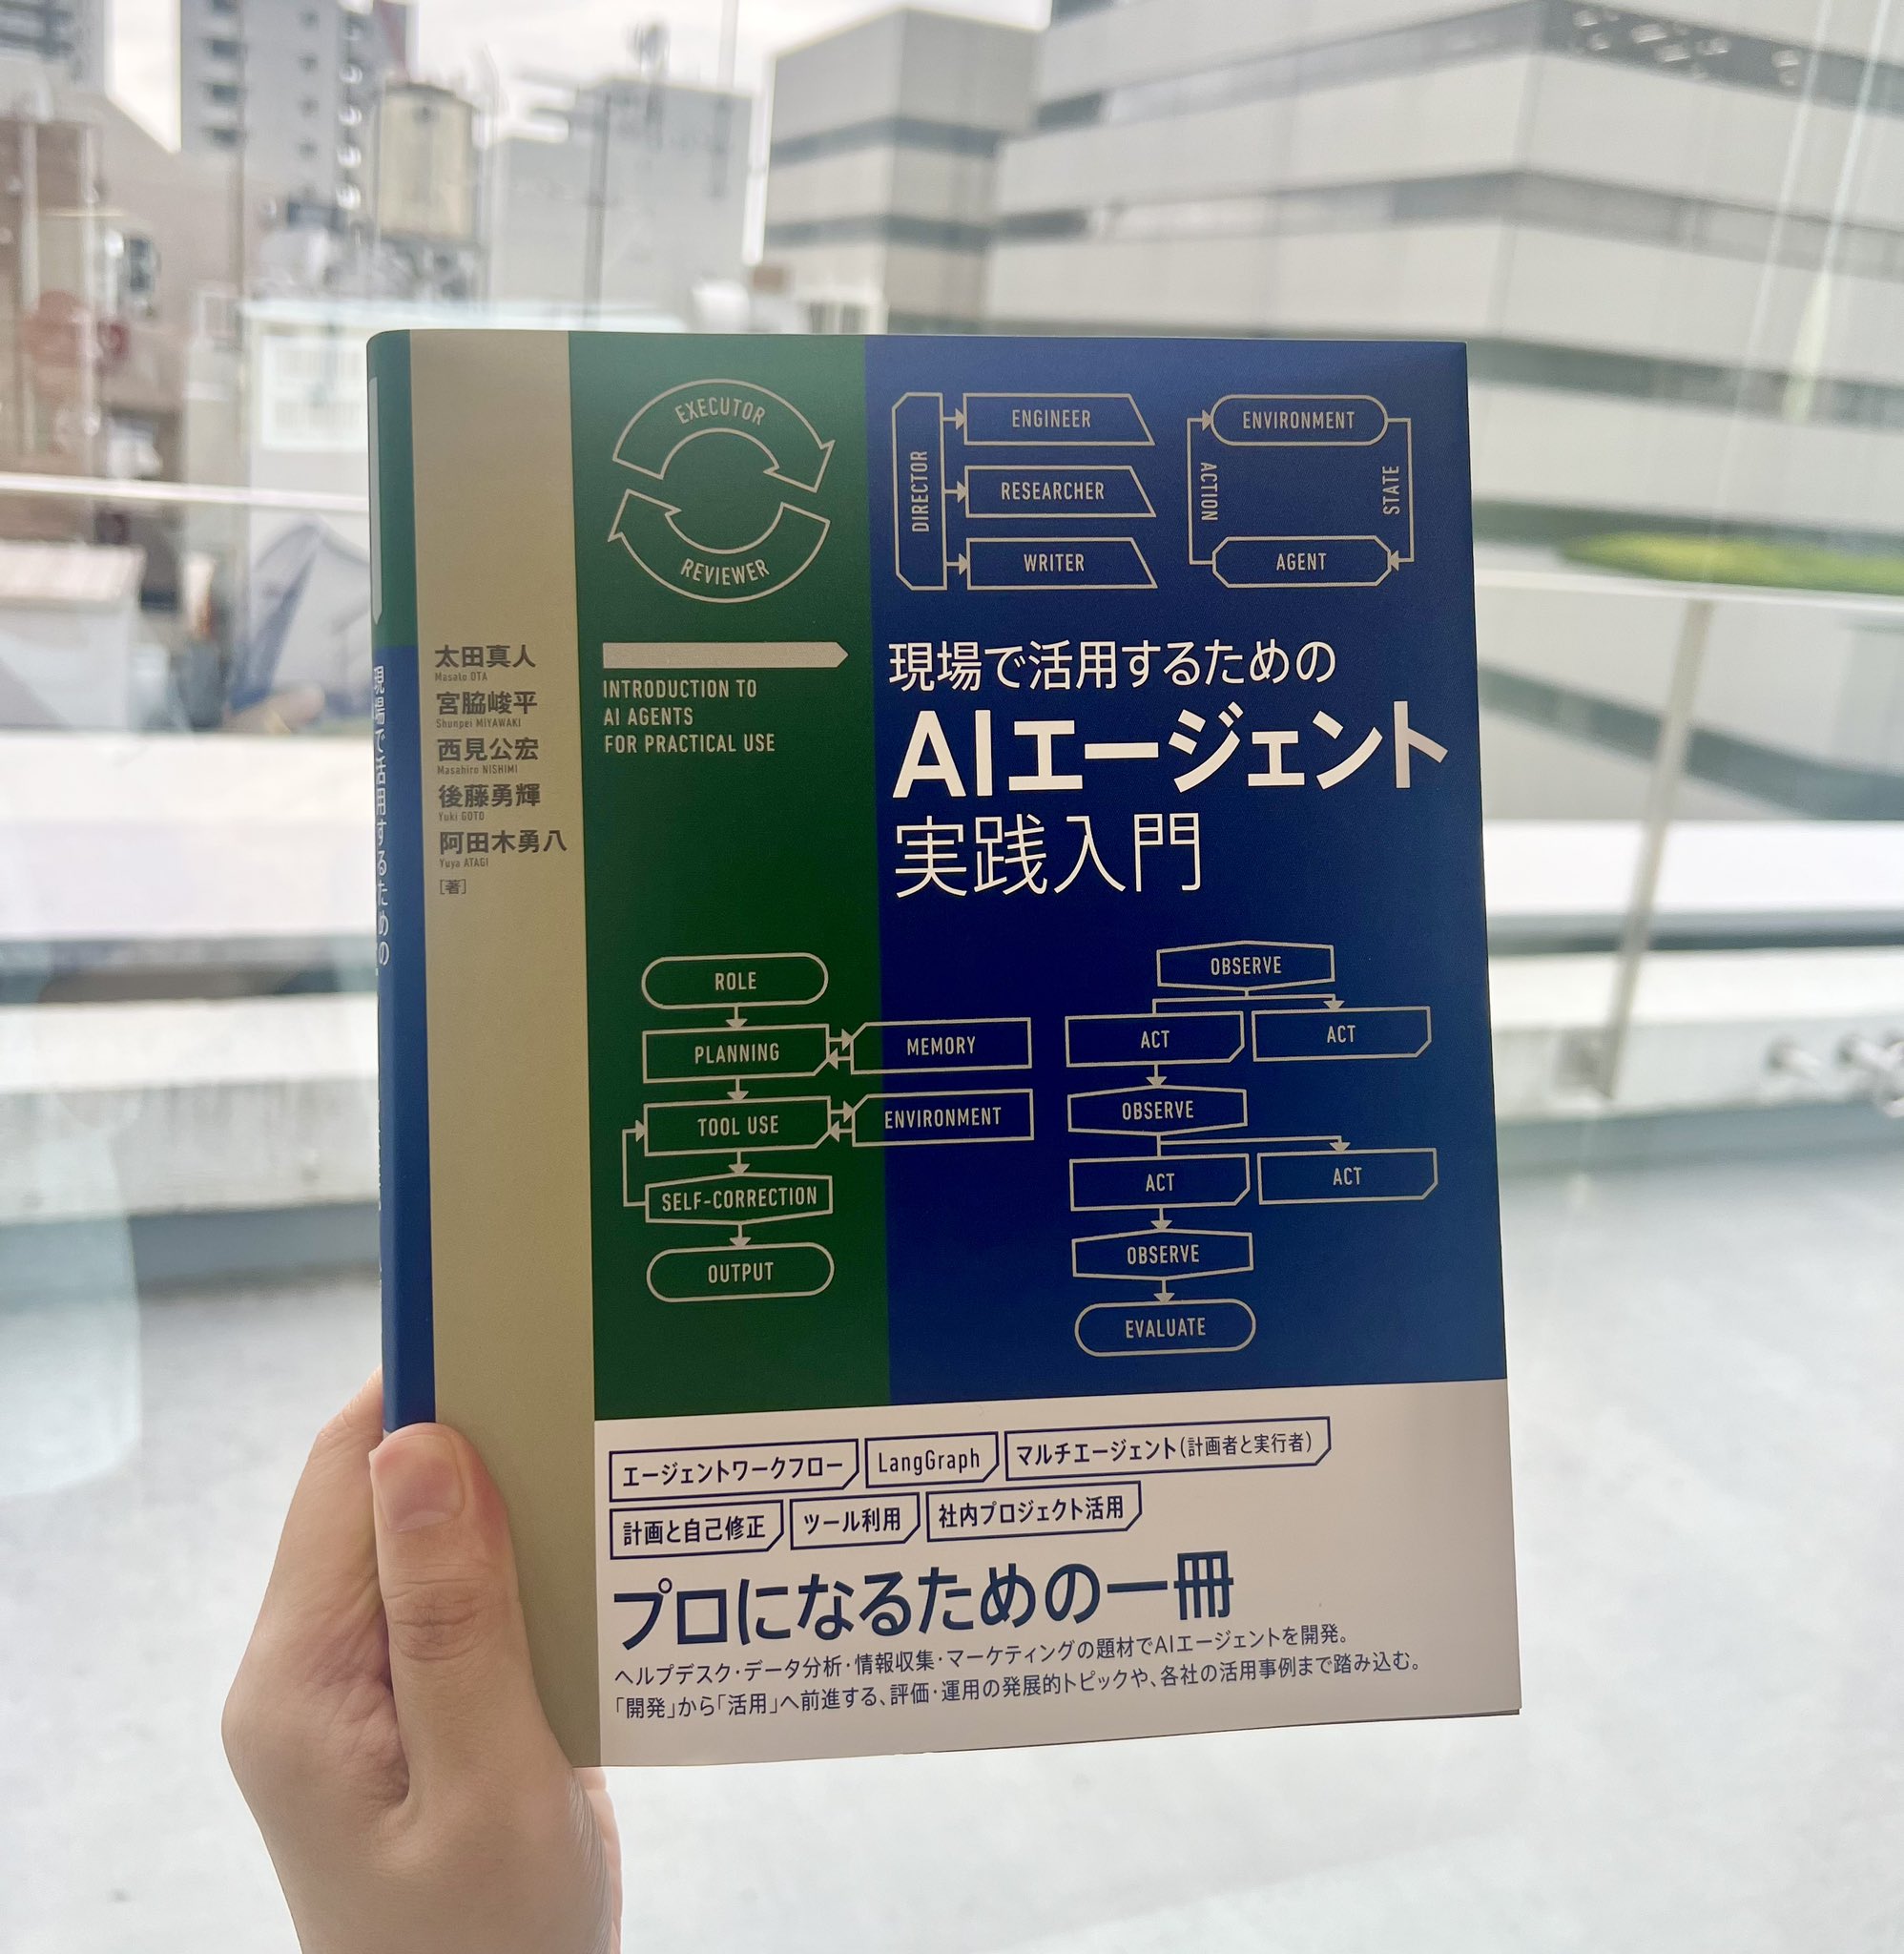 EXECUTOR
REVIEWER
DIRECTOR
ENGINEER
RESEARCHER
WRITER
ENVIRONMENT
ACTION
STATE
AGENT
太田真人
Masato OTA
宮脇峻平
Shunpei MIYAWAKI
西見公宏
Masahiro NISHIMI
後藤勇輝
Yuki GOTO
阿田木勇八
Yuya ATAGI
[著]
INTRODUCTION TO
AI AGENTS
FOR PRACTICAL USE
現場で活用するための
AIエージェント
実践入門
現場で活用するための
ROLE
PLANNING
MEMORY
TOOL USE
ENVIRONMENT
SELF-CORRECTION
OUTPUT
OBSERVE
ACT
ACT
OBSERVE
ACT
ACT
OBSERVE
EVALUATE
エージェントワークフロー
LangGraph
マルチエージェント(計画者と実行者)
計画と自己修正
ツール利用
社内プロジェクト活用
プロになるための一冊
ヘルプデスク・データ分析・情報収集・マーケティングの題材でAIエージェントを開発。
「開発」から「活用」へ前進する、評価・運用の発展的トピックや、各社の活用事例まで踏み込む。